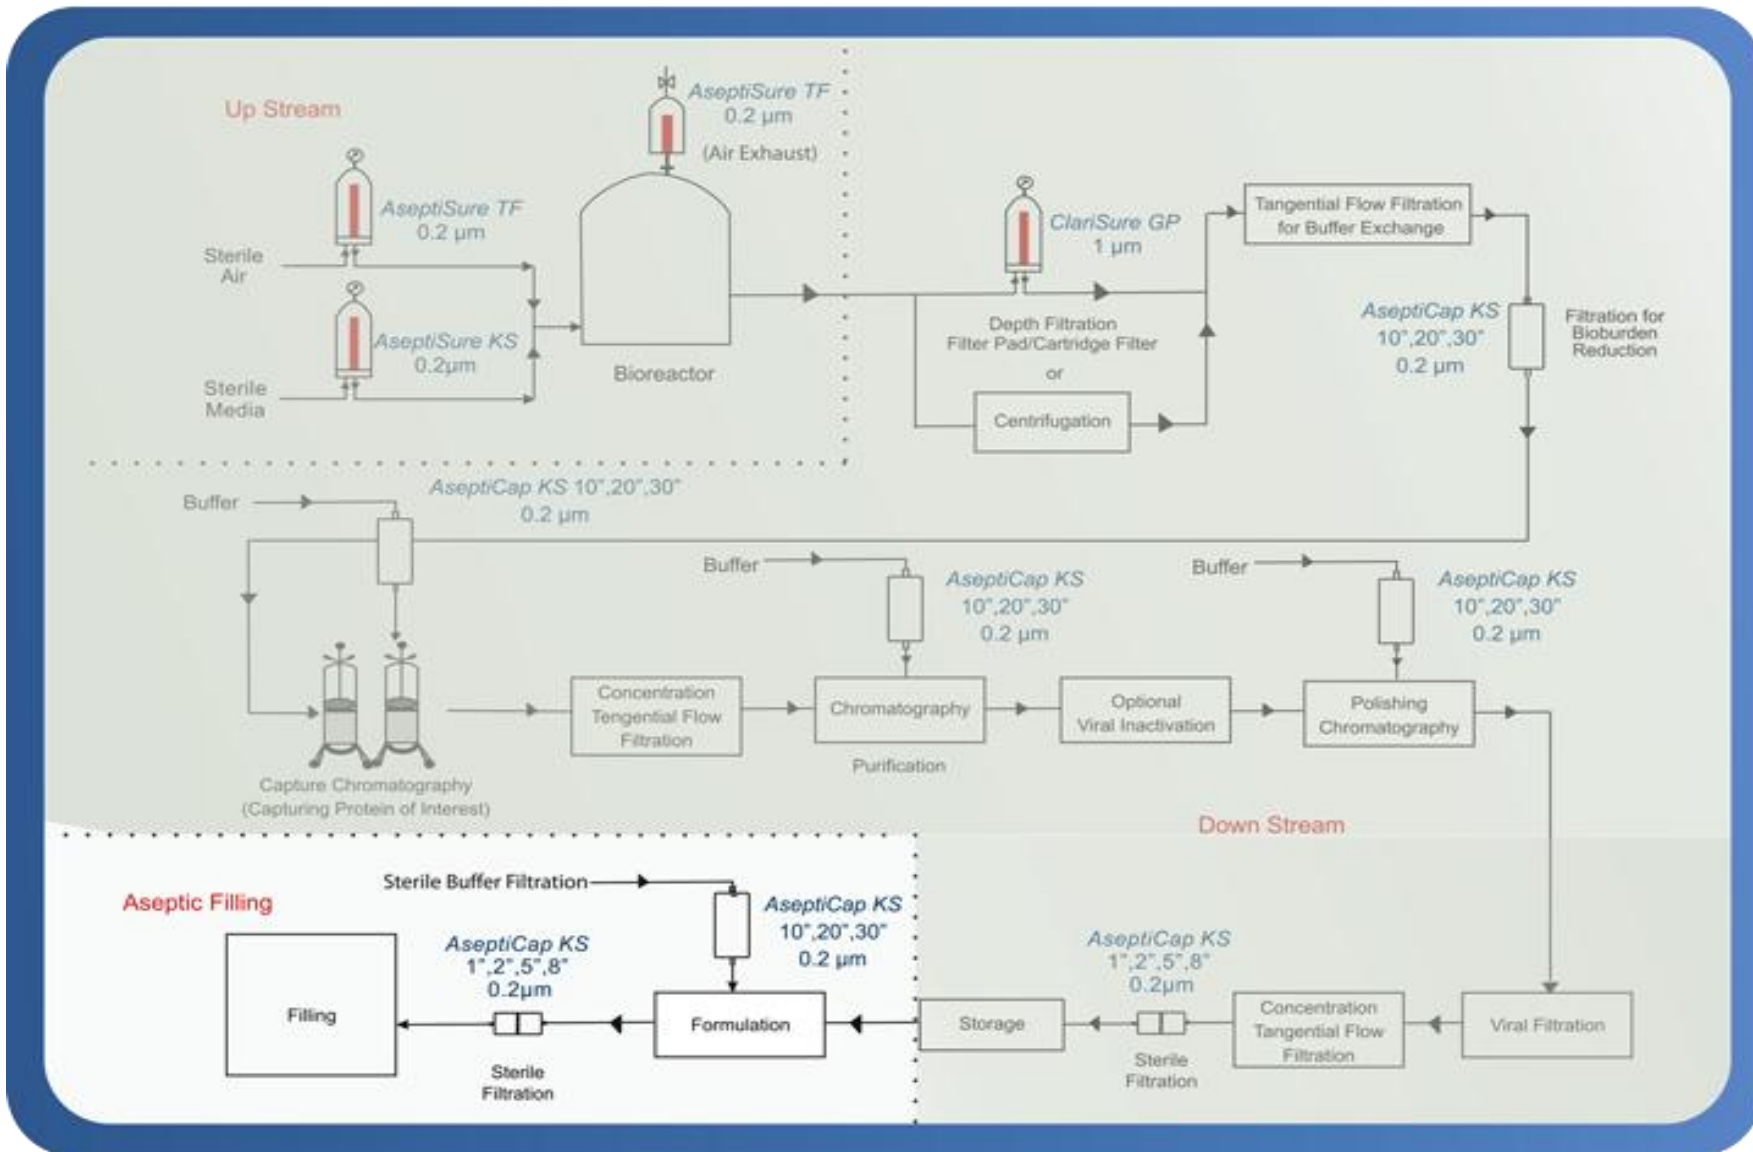 Up Stream
AseptiSure TF
0.2 µm
(Air Exhaust)
AseptiSure TF
0.2 µm
Sterile
Air
AseptiSure KS
0.2µm
Sterile
Media
Bioreactor
ClariSure GP
1 µm
Depth Filtration
Filter Pad/Cartridge Filter
or
Centrifugation
Tangential Flow Filtration
for Buffer Exchange
AseptiCap KS
10”,20”,30”
0.2 µm
Filtration for
Bioburden
Reduction
Buffer
AseptiCap KS 10”,20”,30”
0.2 µm
Buffer
AseptiCap KS
10”,20”,30”
0.2 µm
Buffer
AseptiCap KS
10”,20”,30”
0.2 µm
Capture Chromatography
(Capturing Protein of Interest)
Concentration
Tengential Flow
Filtration
Chromatography
Purification
Optional
Viral Inactivation
Polishing
Chromatography
Down Stream
Aseptic Filling
Sterile Buffer Filtration
AseptiCap KS
10”,20”,30”
0.2 µm
AseptiCap KS
1”,2”,5”,8”
0.2µm
Filling
Sterile
Filtration
Formulation
Storage
AseptiCap KS
1”,2”,5”,8”
0.2µm
Sterile
Filtration
Concentration
Tangential Flow
Filtration
Viral Filtration